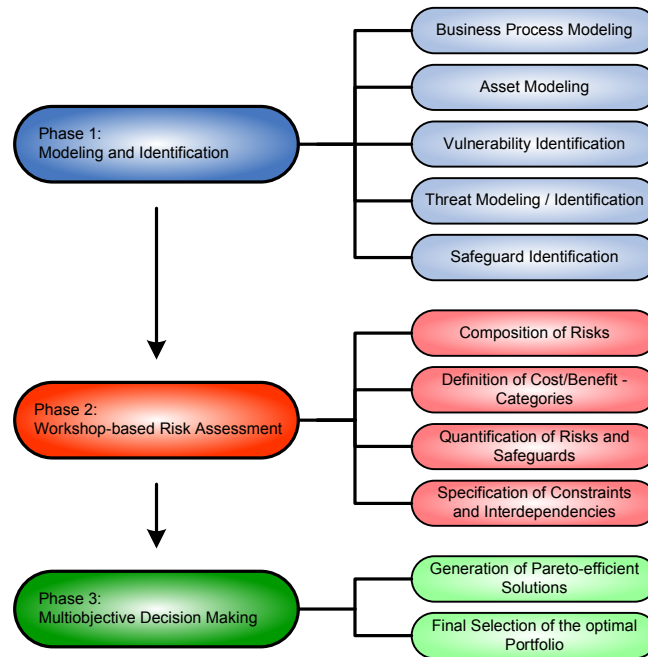 Phase 1:
Modeling and Identification
Business Process Modeling
Asset Modeling
Vulnerability Identification
Threat Modeling / Identification
Safeguard Identification
Phase 2:
Workshop-based Risk Assessment
Composition of Risks
Definition of Cost/Benefit -
Categories
Quantification of Risks and
Safeguards
Specification of Constraints
and Interdependencies
Phase 3:
Multiobjective Decision Making
Generation of Pareto-efficient
Solutions
Final Selection of the optimal
Portfolio